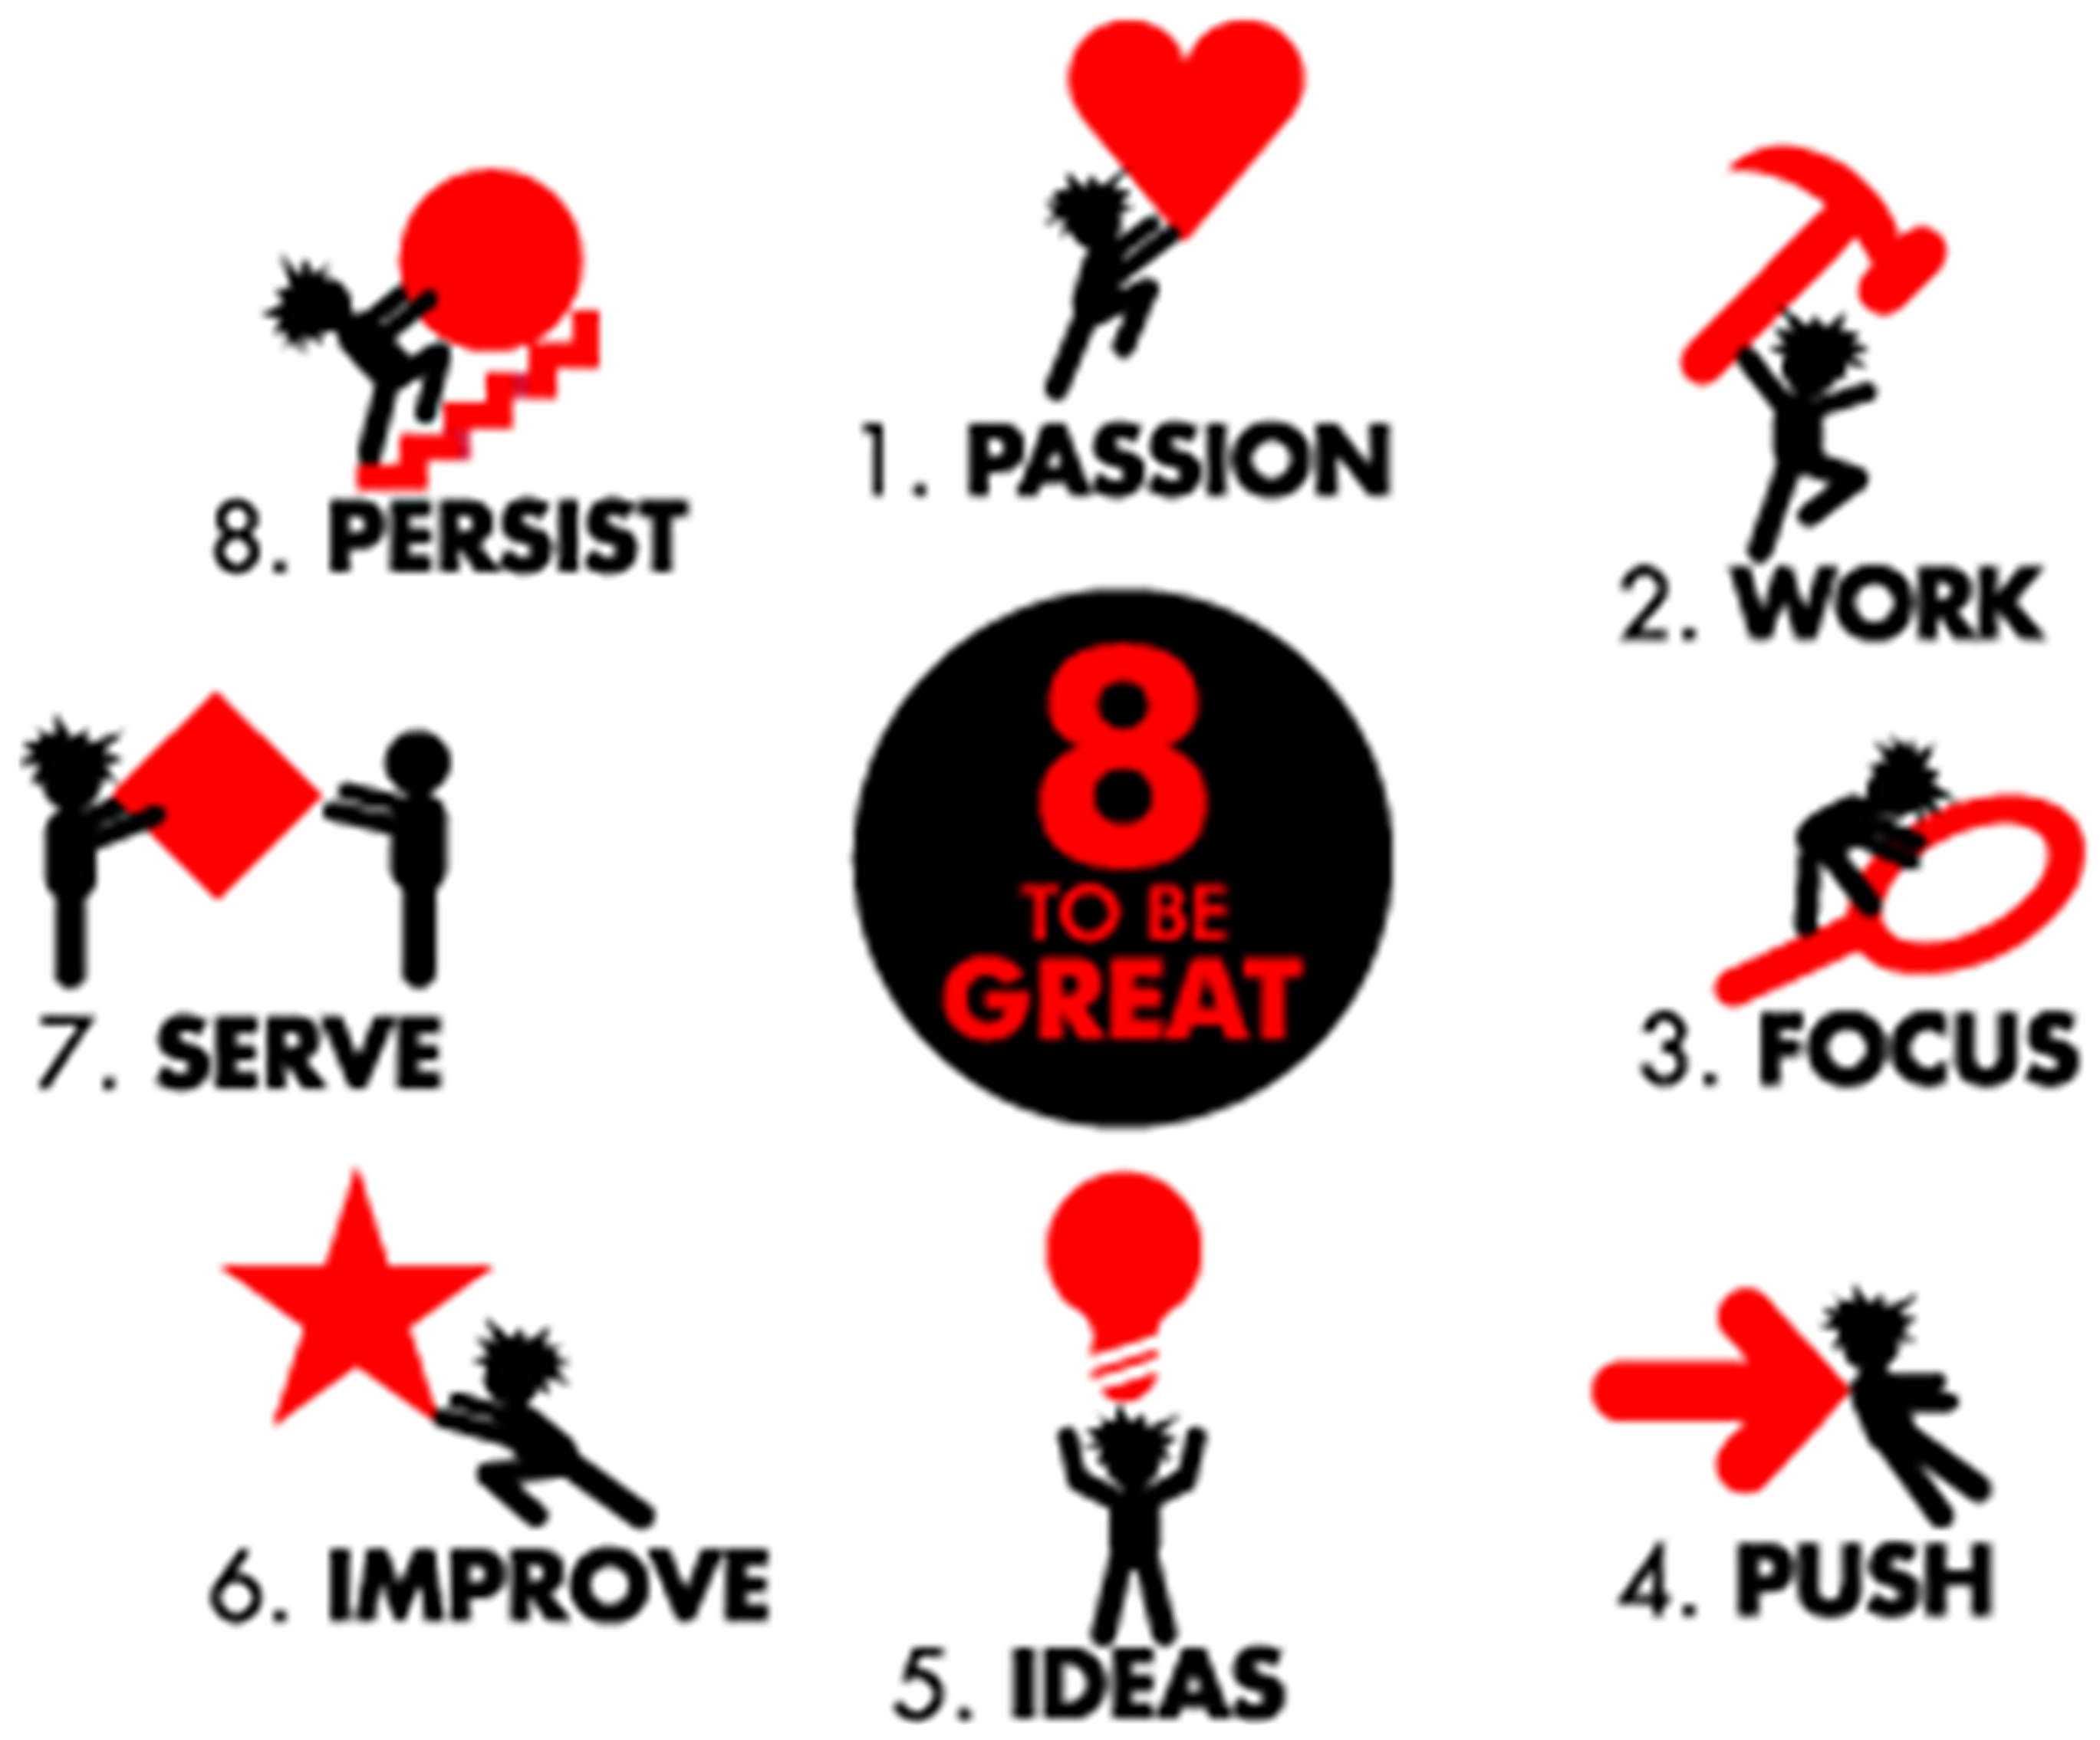 1. PASSION
2. WORK
3. FOCUS
4. PUSH
5. IDEAS
6. IMPROVE
7. SERVE
8. PERSIST
8
TO BE
GREAT